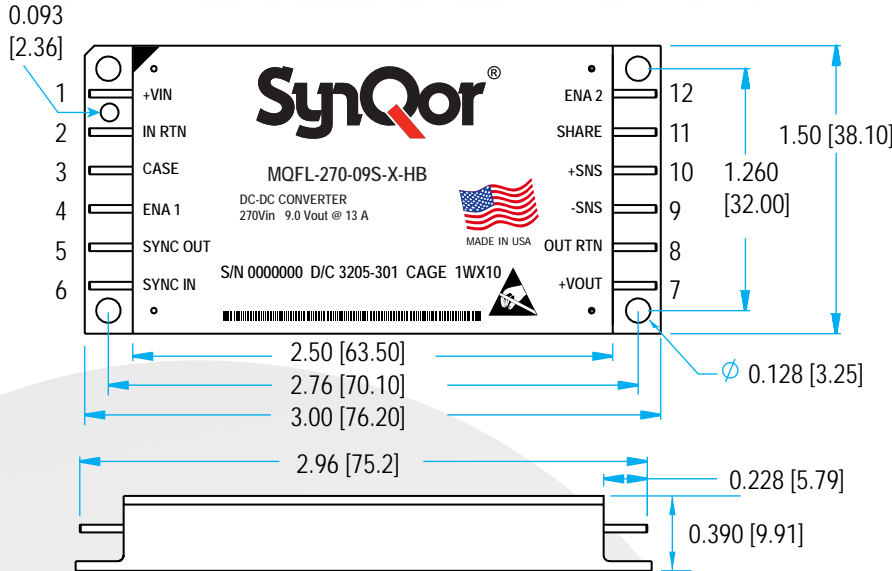 0.093
[2.36]
1
2
3
4
5
6
+VIN
IN RTN
CASE
ENA 1
SYNC OUT
SYNC IN
SynQor®
MQFL-270-09S-X-HB
DC-DC CONVERTER
270Vin 9.0 Vout @ 13 A
MADE IN USA
S/N 0000000 D/C 3205-301 CAGE 1WX10
ENA 2
SHARE
+SNS
-SNS
OUT RTN
+VOUT
12
11
10
9
8
7
1.50 [38.10]
1.260
[32.00]
2.50 [63.50]
2.76 [70.10]
3.00 [76.20]
Ø 0.128 [3.25]
2.96 [75.2]
0.228 [5.79]
0.390 [9.91]